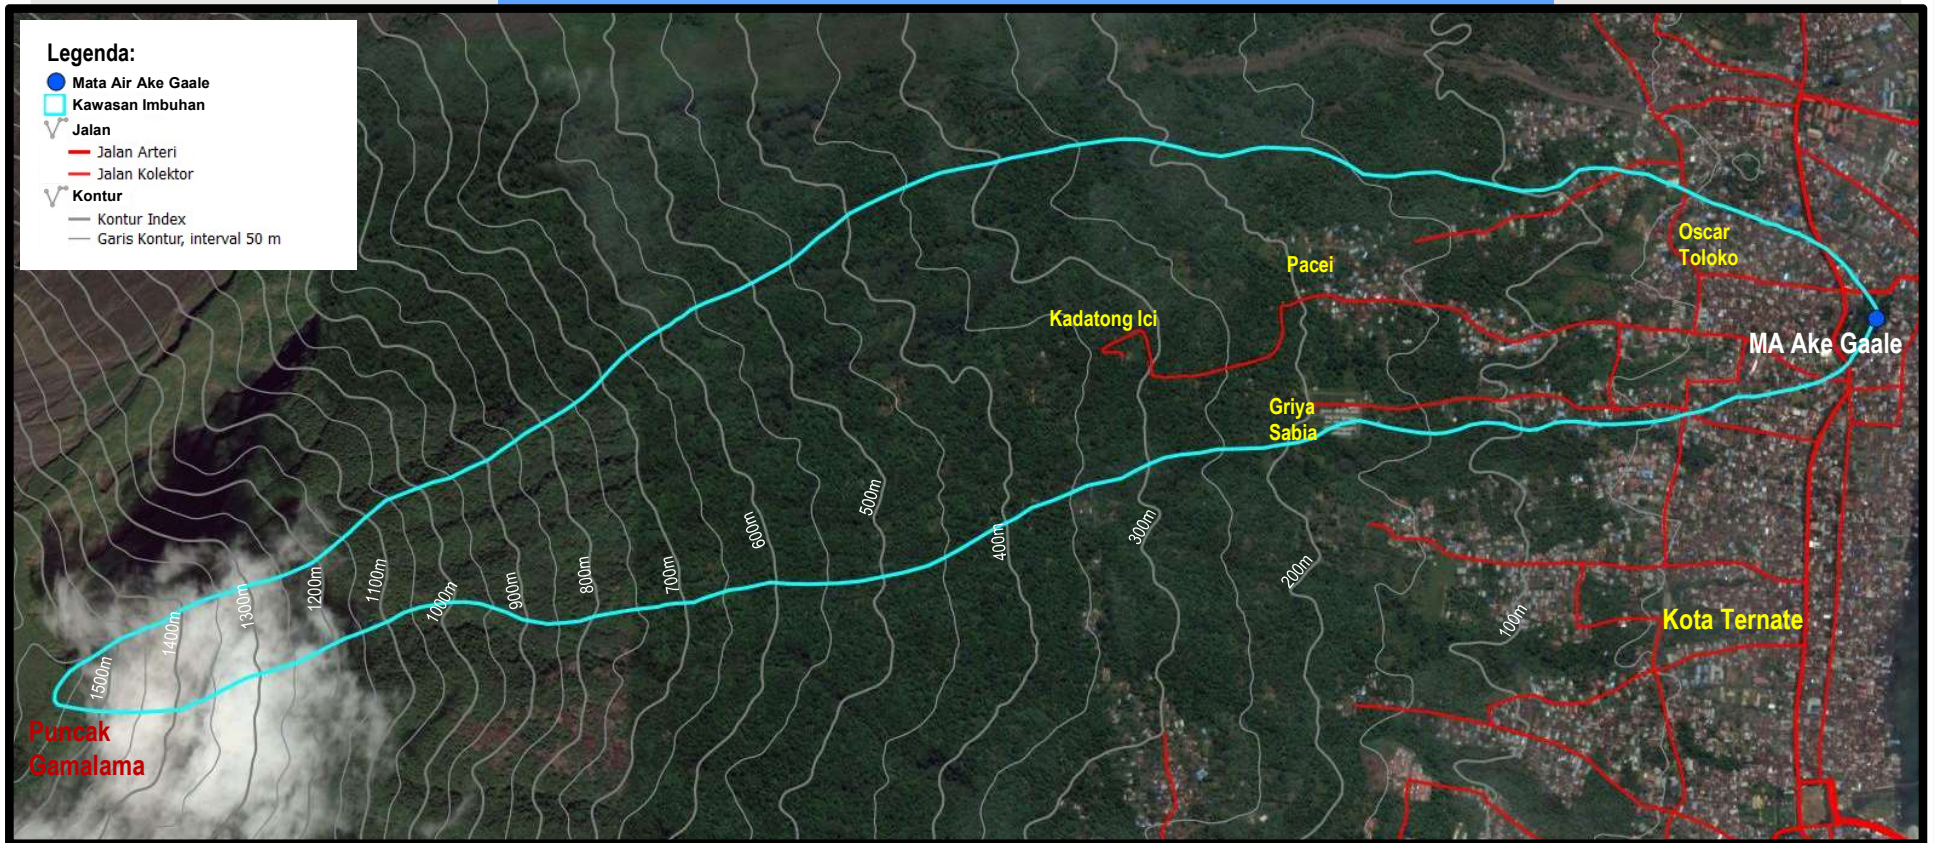 Legenda:
Mata Air Ake Gaale
Kawasan Imbuhan
Jalan
Jalan Arteri
Jalan Kolektor
Kontur
Kontur Index
Garis Kontur, interval 50 m
Oscar
Toloko
Pacei
Kadatong Ici
MA Ake Gaale
Griya
Sabia
500m
600m
400m
300m
700m
800m
900m
1000m
1100m
1200m
1300m
1400m
1500m
200m
100m
Kota Ternate
Puncak
Gamalama